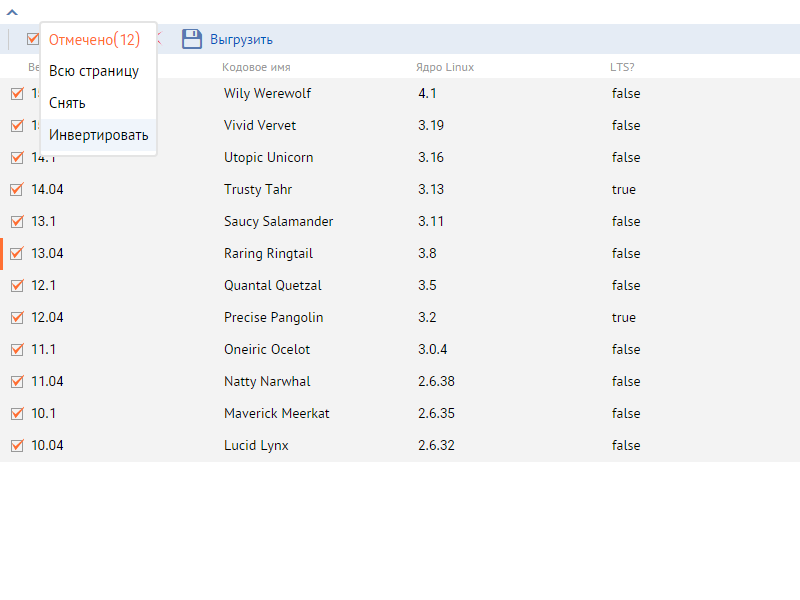 Отмечено(12) Выгрузить
Всю страницу
Снять
Инвертировать
Ве Кодовое имя Ядро Linux LTS?
1 Wily Werewolf 4.1 false
1 Vivid Vervet 3.19 false
14.1 Utopic Unicorn 3.16 false
14.04 Trusty Tahr 3.13 true
13.1 Saucy Salamander 3.11 false
13.04 Raring Ringtail 3.8 false
12.1 Quantal Quetzal 3.5 false
12.04 Precise Pangolin 3.2 true
11.1 Oneiric Ocelot 3.0.4 false
11.04 Natty Narwhal 2.6.38 false
10.1 Maverick Meerkat 2.6.35 false
10.04 Lucid Lynx 2.6.32 false